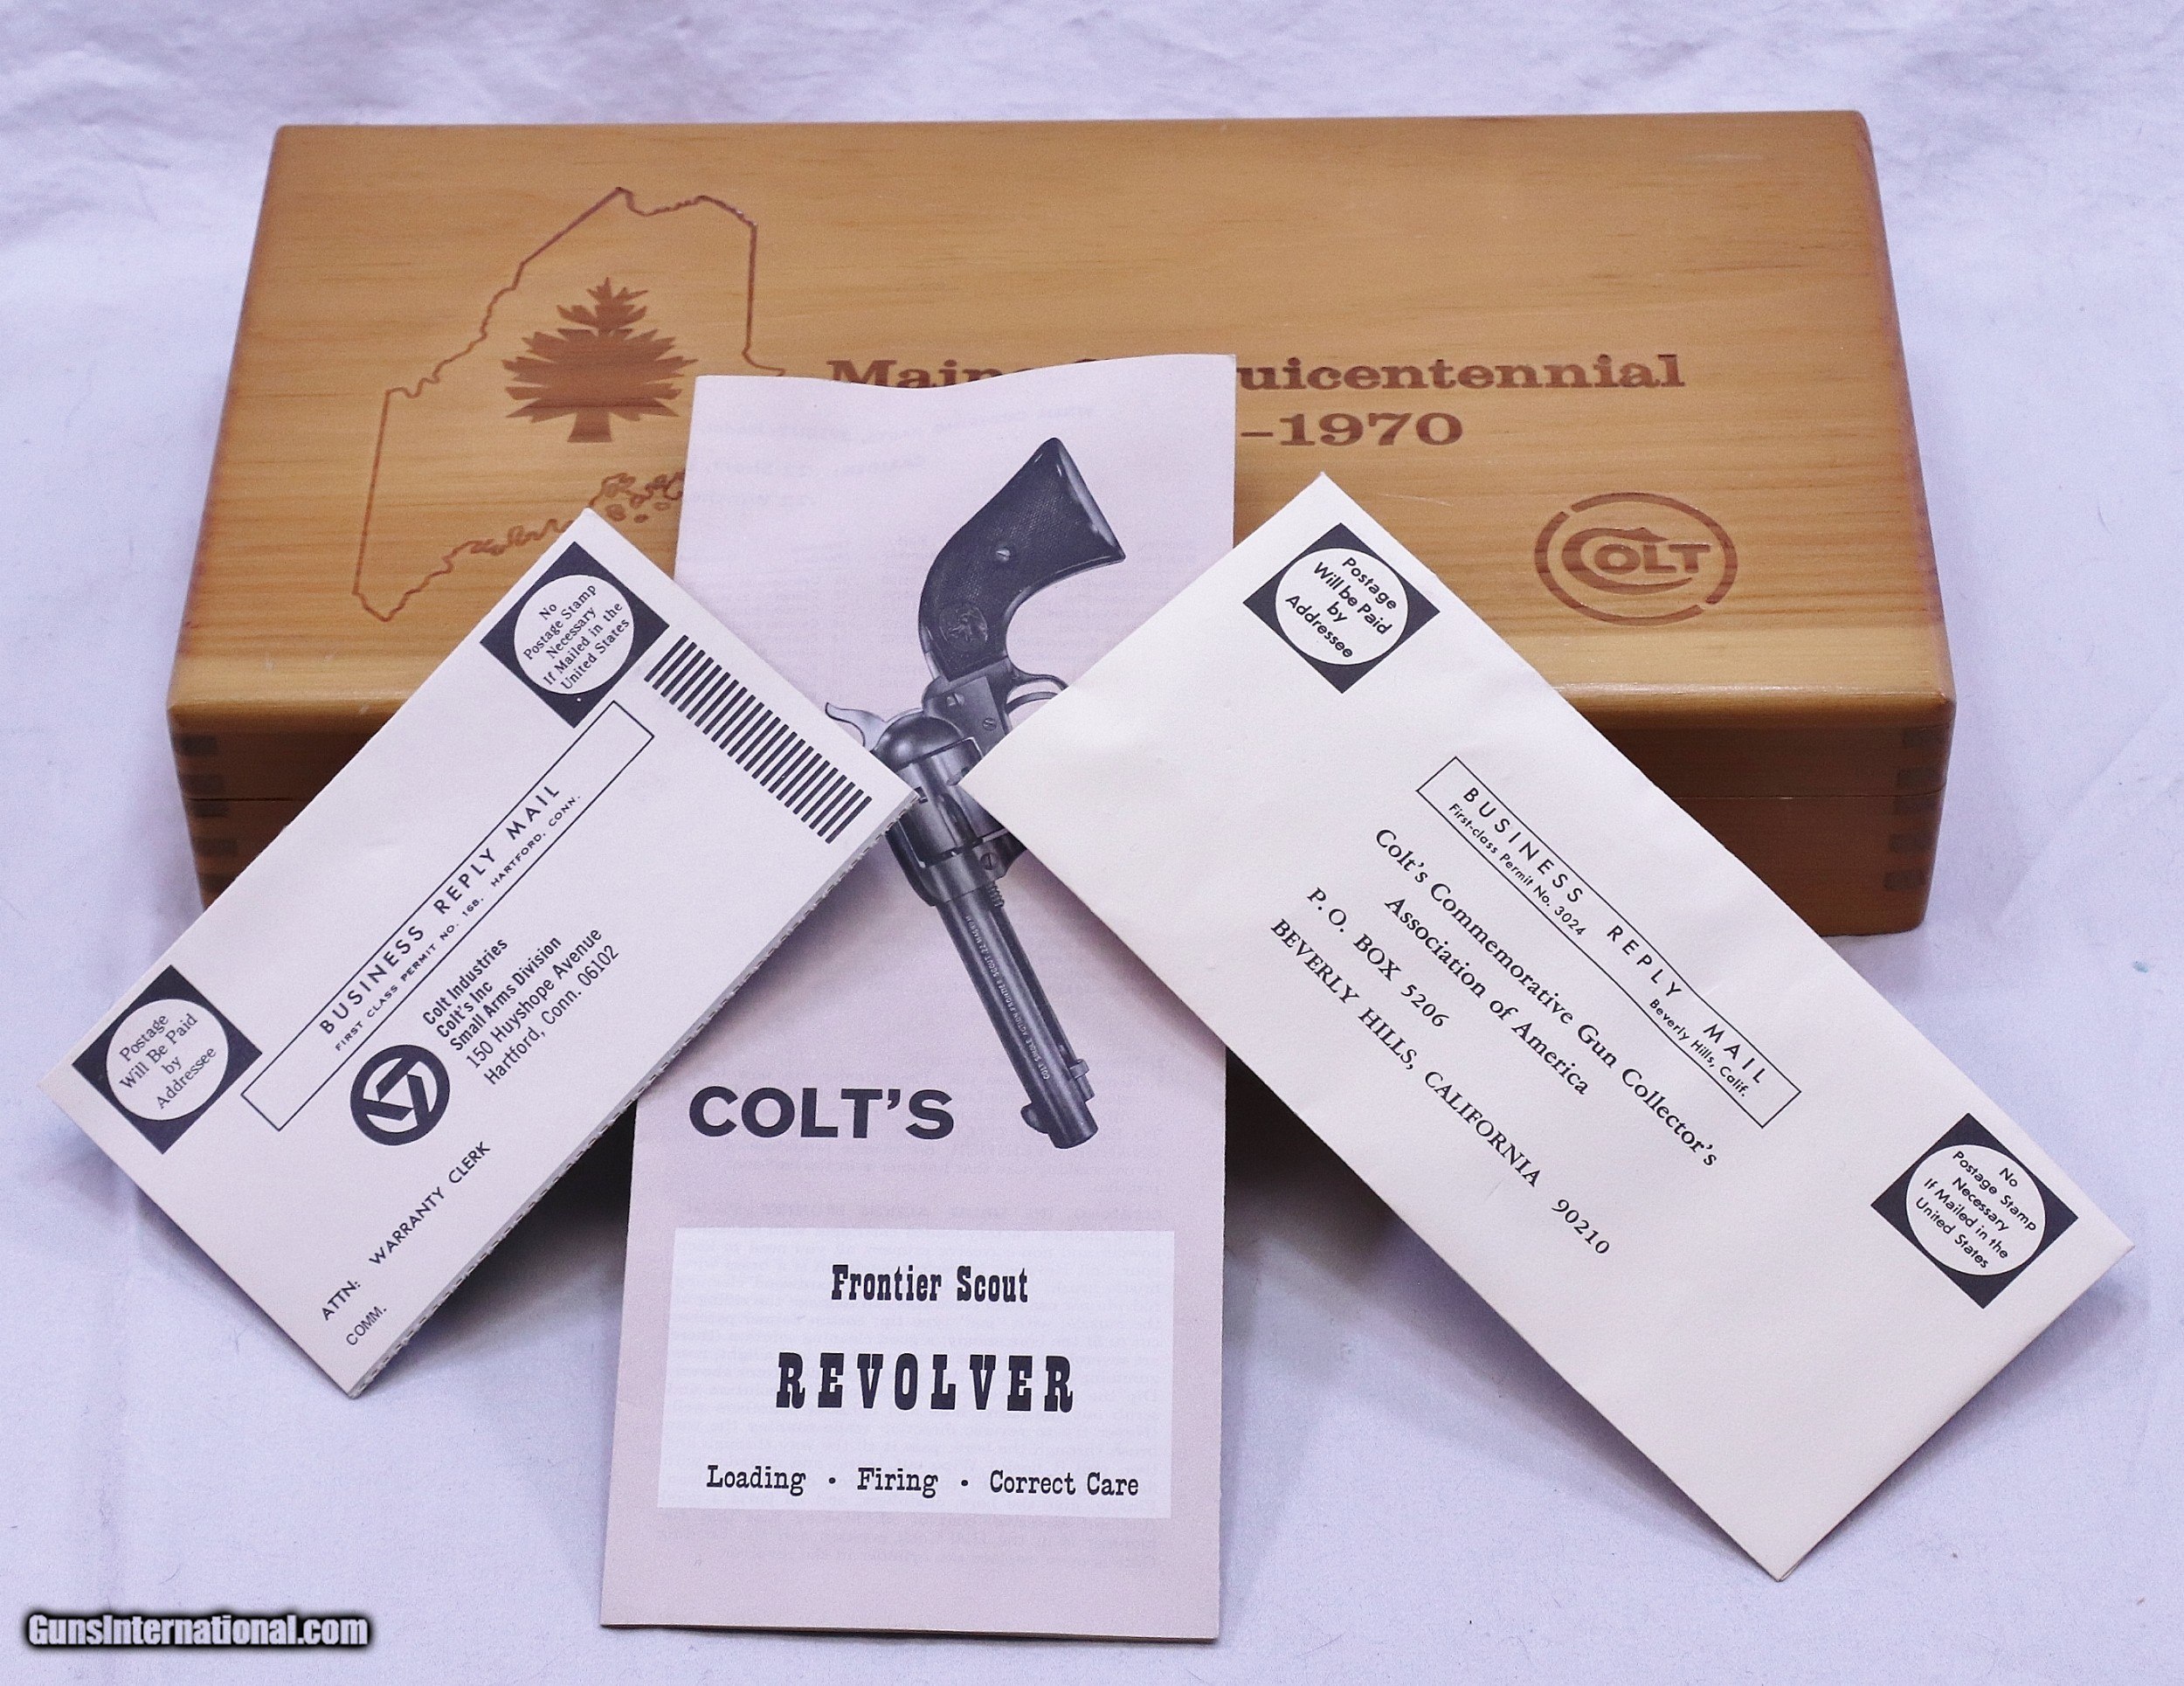 uicentennial
-1970
COLT
No
Postage Stamp
Necessary
If Mailed in the
United States
BUSINESS REPLY MAIL
FIRST CLASS PERMIT NO. 168. HARTFORD, CONN.
Colt Industries
Colt's Inc
Small Arms Division
150 Huyshope Avenue
Hartford, Conn. 06102
Postage
Will Be Paid
by
Addressee
ATTN: WARRANTY CLERK
COMM.
COLT'S
Frontier Scout
REVOLVER
Loading · Firing · Correct Care
Postage
Will be Paid
by
Addressee
BUSINESS REPLY MAIL
First-class Permit No. 3024 Beverly Hills, Calif.
Colt's Commemorative Gun Collector's
Association of America
P.O. BOX 5206
BEVERLY HILLS, CALIFORNIA 90210
No
Postage Stamp
Necessary
If Mailed in the
United States
GunsInternational.com